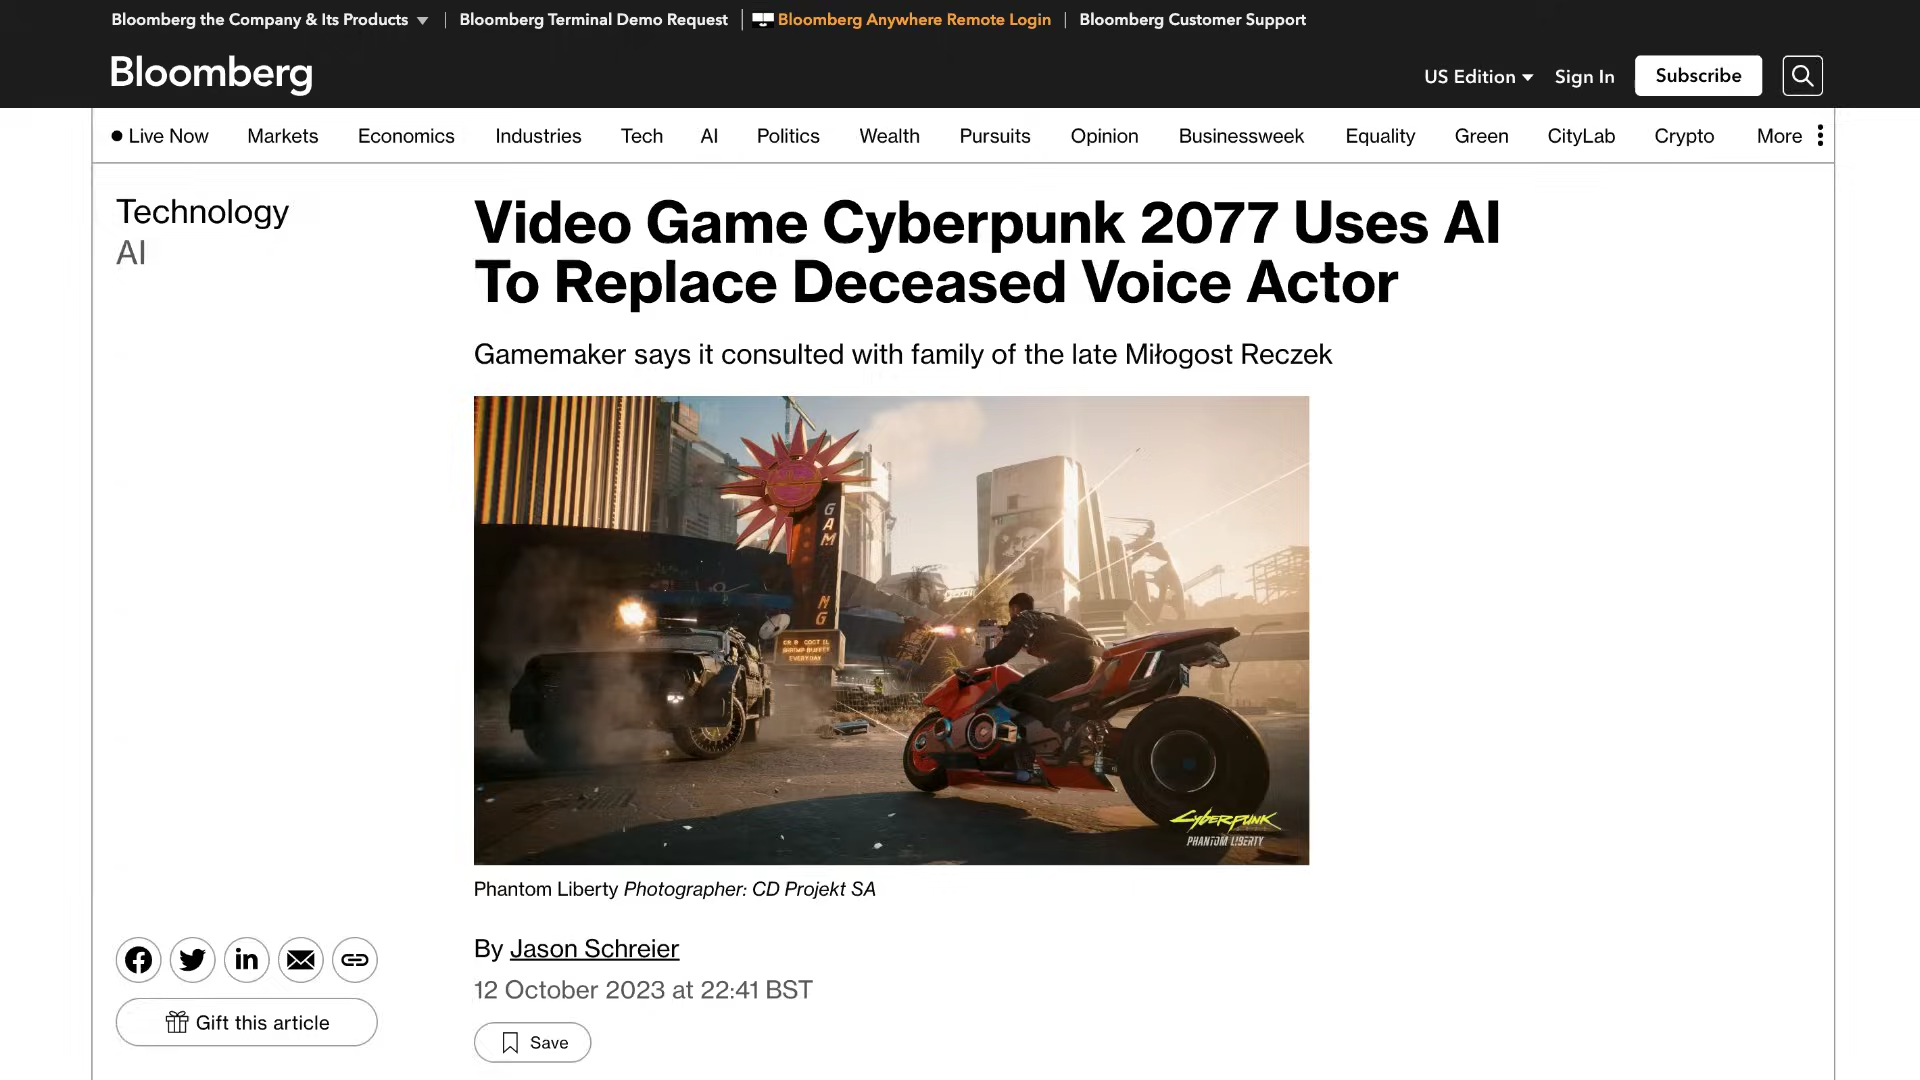 Bloomberg the Company & Its Products
Bloomberg Terminal Demo Request
Bloomberg Anywhere Remote Login
Bloomberg Customer Support
Bloomberg
US Edition
Sign In
Subscribe
Live Now
Markets
Economics
Industries
Tech
AI
Politics
Wealth
Pursuits
Opinion
Businessweek
Equality
Green
CityLab
Crypto
More
Technology
AI
Video Game Cyberpunk 2077 Uses AI
To Replace Deceased Voice Actor
Gamemaker says it consulted with family of the late Miłogost Reczek
SHRIMP BUFFET
EVERYDAY
CYBERPUNK
PHANTOM LIBERTY
Phantom Liberty Photographer: CD Projekt SA
By Jason Schreier
12 October 2023 at 22:41 BST
Save
Gift this article